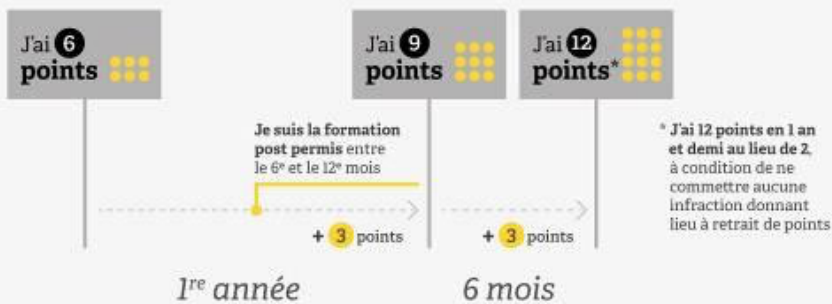 J'ai 6
points
J'ai 9
points
J'ai 12
points*
Je suis la formation
post permis entre
le 6e et le 12e mois
* J'ai 12 points en 1 an
et demi au lieu de 2,
à condition de ne
commettre aucune
infraction donnant
lieu à retrait de points
+ 3 points
+ 3 points
1re année
6 mois